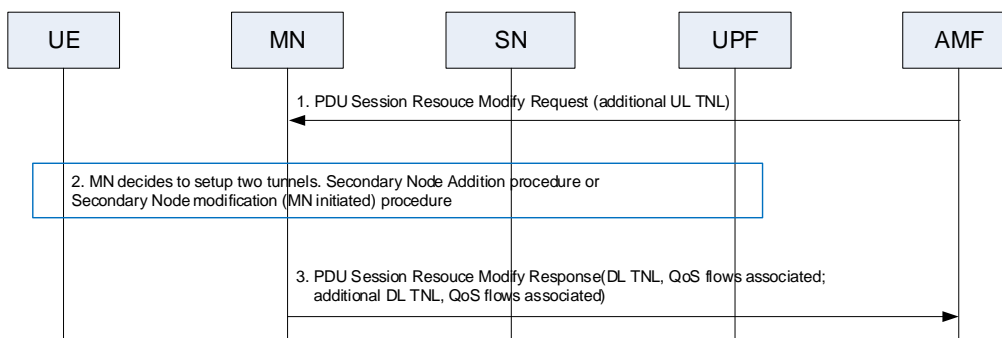 UE
MN
SN
UPF
AMF
1. PDU Session Resouce Modify Request (additional UL TNL)
2. MN decides to setup two tunnels. Secondary Node Addition procedure or
Secondary Node modification (MN initiated) procedure
3. PDU Session Resouce Modify Response(DL TNL, QoS flows associated;
additional DL TNL, QoS flows associated)